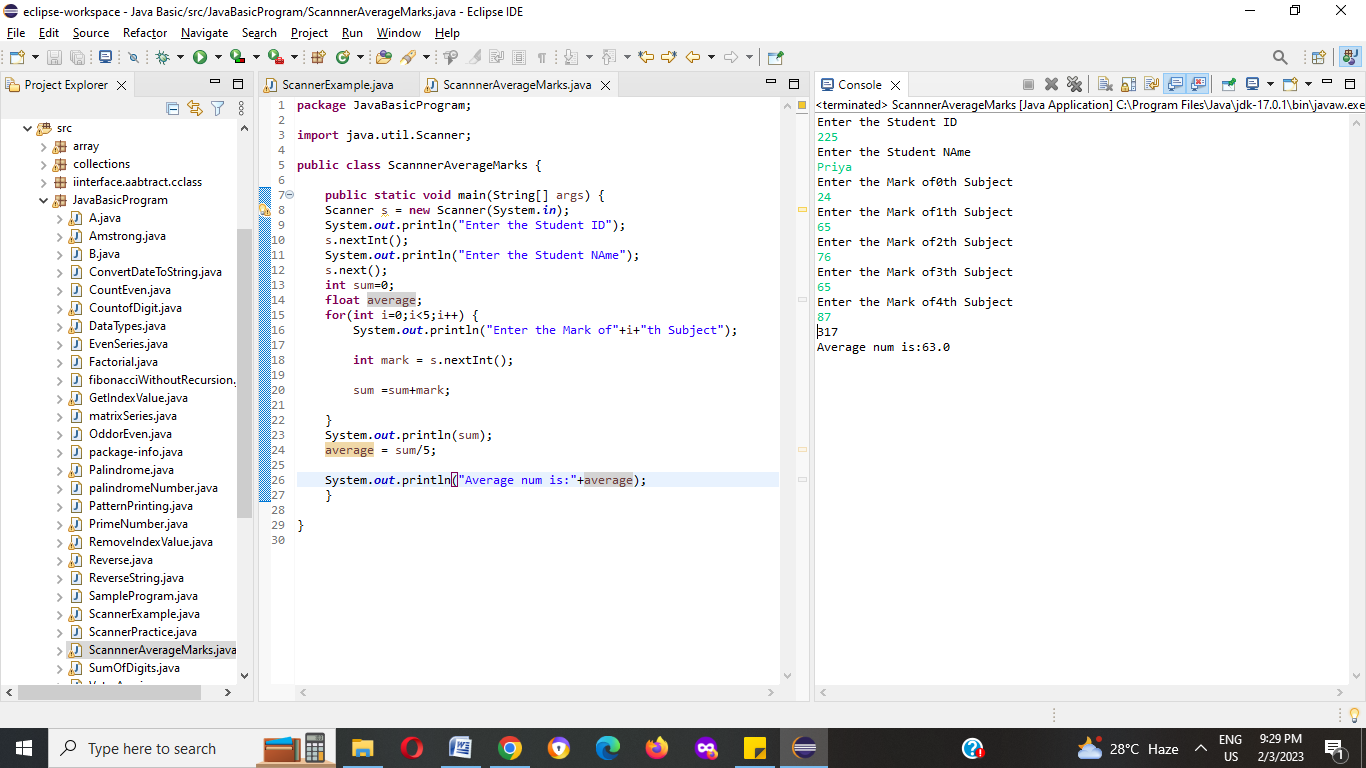 eclipse-workspace - Java Basic/src/JavaBasicProgram/ScannnerAverageMarks.java - Eclipse IDE
File Edit Source Refactor Navigate Search Project Run Window Help
Project Explorer
src
array
collections
iinterface.aabtract.cclass
JavaBasicProgram
A.java
Amstrong.java
B.java
ConvertDateToString.java
CountEven.java
CountofDigit.java
DataTypes.java
EvenSeries.java
Factorial.java
fibonacciWithoutRecursion.
GetIndexValue.java
matrixSeries.java
OddorEven.java
package-info.java
Palindrome.java
palindromeNumber.java
PatternPrinting.java
PrimeNumber.java
RemoveIndexValue.java
Reverse.java
ReverseString.java
SampleProgram.java
ScannerExample.java
ScannerPractice.java
ScannnerAverageMarks.java
SumOfDigits.java
ScannerExample.java ScannnerAverageMarks.java
1 package JavaBasicProgram;
2
3 import java.util.Scanner;
4
5 public class ScannnerAverageMarks {
6
7 public static void main(String[] args) {
8 Scanner s = new Scanner(System.in);
9 System.out.println("Enter the Student ID");
10 s.nextInt();
11 System.out.println("Enter the Student NAme");
12 s.next();
13 int sum=0;
14 float average;
15 for(int i=0;i<5;i++) {
16 System.out.println("Enter the Mark of"+i+"th Subject");
17
18 int mark = s.nextInt();
19
20 sum =sum+mark;
21
22 }
23 System.out.println(sum);
24 average = sum/5;
25
26 System.out.println("Average num is:"+average);
27 }
28
29 }
30
Console
<terminated> ScannnerAverageMarks [Java Application] C:\Program Files\Java\jdk-17.0.1\bin\javaw.exe
Enter the Student ID
225
Enter the Student NAme
Priya
Enter the Mark of0th Subject
24
Enter the Mark of1th Subject
65
Enter the Mark of2th Subject
76
Enter the Mark of3th Subject
65
Enter the Mark of4th Subject
87
317
Average num is:63.0
Type here to search
28°C Haze
ENG
US
9:29 PM
2/3/2023
1